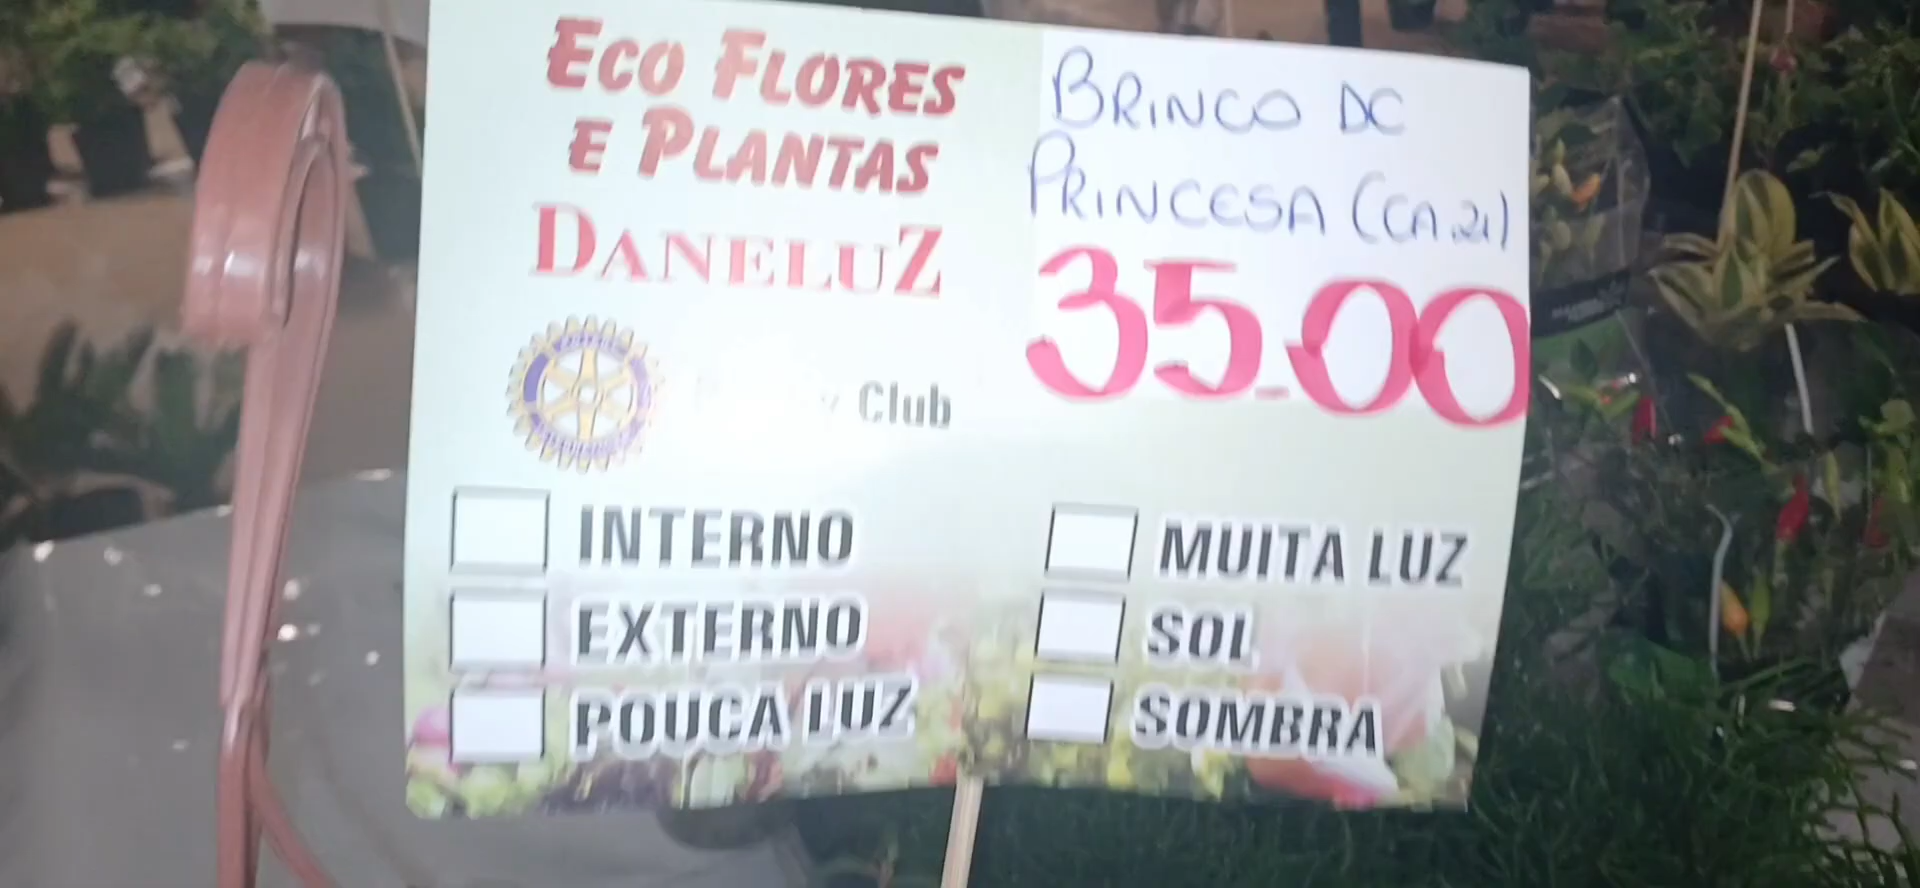 ECO FLORES
E PLANTAS
DANELUZ
Club
BRINCO DE
PRINCESA (CA.21)
35.00
INTERNO
EXTERNO
POUCA LUZ
MUITA LUZ
SOL
SOMBRA